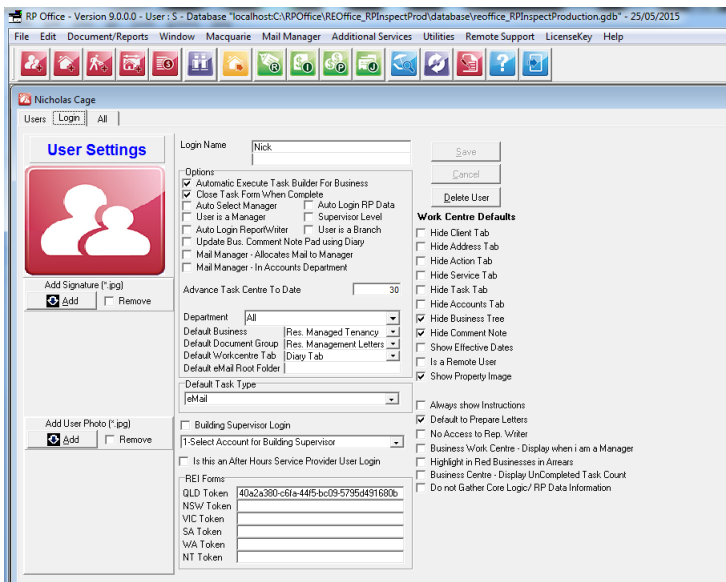 RP Office - Version 9.0.0.0 - User : S - Database "localhost:C:\RPOffice\REOffice_RPInspectProd\database\reoffice_RPInspectProduction.gdb" - 25/05/2015
File Edit Document/Reports Window Macquarie Mail Manager Additional Services Utilities Remote Support LicenseKey Help
Nicholas Cage
Users Login All
User Settings
Add Signature (*.jpg)
Add Remove
Add User Photo (*.jpg)
Add Remove
Login Name Nick
Options
Automatic Execute Task Builder For Business
Close Task Form When Complete
Auto Select Manager Auto Login RP Data
User is a Manager Supervisor Level
Auto Login ReportWriter User is a Branch
Update Bus. Comment Note Pad using Diary
Mail Manager - Allocates Mail to Manager
Mail Manager - In Accounts Department
Advance Task Centre To Date 30
Department All
Default Business Res. Managed Tenancy
Default Document Group Res. Management Letters
Default Workcentre Tab Diary Tab
Default eMail Root Folder
Default Task Type
eMail
Building Supervisor Login
1-Select Account for Building Supervisor
Is this an After Hours Service Provider User Login
REI Forms
QLD Token 40a2a380-c6fa-44f5-bc09-5795d491680b
NSW Token
VIC Token
SA Token
WA Token
NT Token
Save
Cancel
Delete User
Work Centre Defaults
Hide Client Tab
Hide Address Tab
Hide Action Tab
Hide Service Tab
Hide Task Tab
Hide Accounts Tab
Hide Business Tree
Hide Comment Note
Show Effective Dates
Is a Remote User
Show Property Image
Always show Instructions
Default to Prepare Letters
No Access to Rep. Writer
Business Work Centre - Display when i am a Manager
Highlight in Red Businesses in Arrears
Business Centre - Display UnCompleted Task Count
Do not Gather Core Logic/ RP Data Information